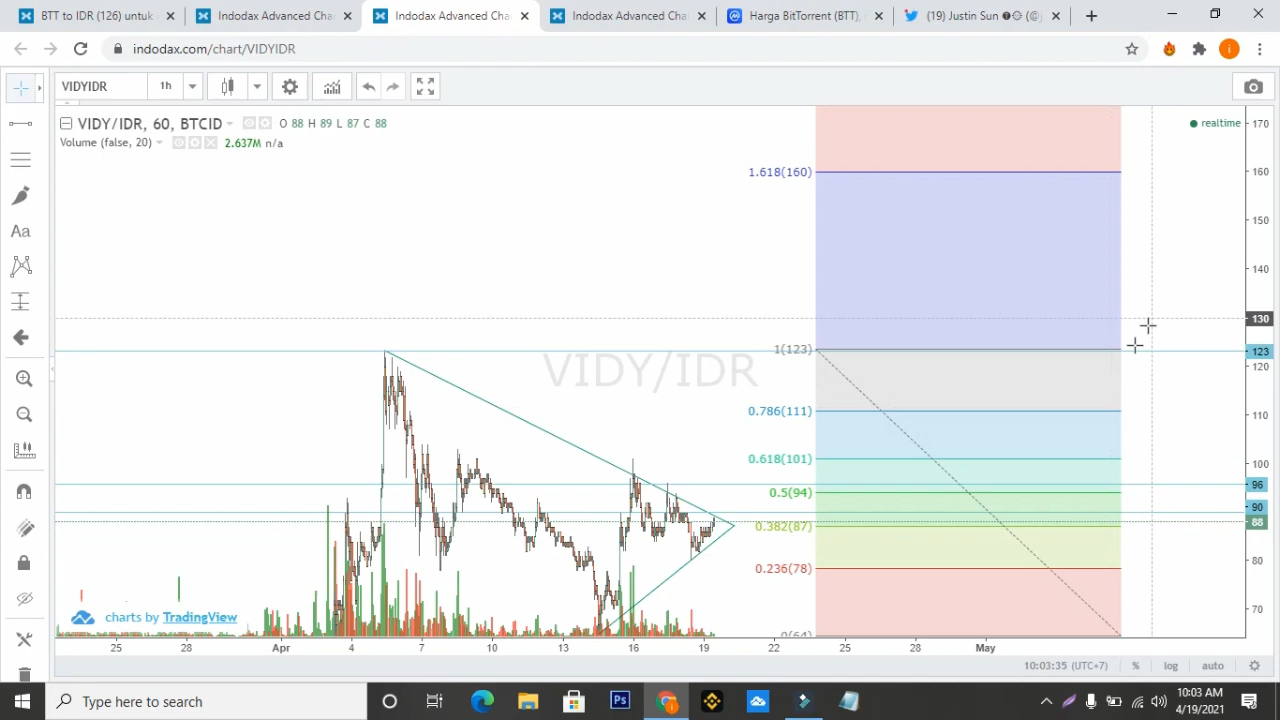 BTT to IDR (126) untuk
Indodax Advanced Cha
Indodax Advanced Cha
Indodax Advanced Cha
Harga BitTorrent (BTT),
(19) Justin Sun
indodax.com/chart/VIDYIDR
i
VIDYIDR
1h
VIDY/IDR, 60, BTCID
O 88 H 89 L 87 C 88
realtime
Volume (false, 20)
2.637M n/a
Aa
VIDY/IDR
1.618(160)
1(123)
0.786(111)
0.618(101)
0.5(94)
0.382(87)
0.236(78)
0(64)
170
160
150
140
130
123
120
110
100
96
90
88
80
70
charts by TradingView
25
28
Apr
4
7
10
13
16
19
22
25
28
May
10:03:35 (UTC+7)
%
log
auto
Type here to search
Ps
10:03 AM
4/19/2021